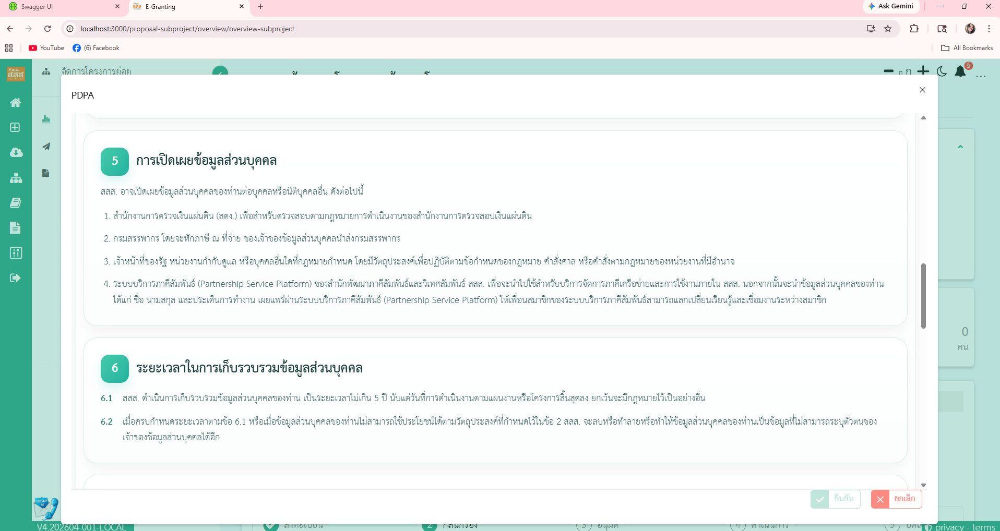 Swagger UI
E-Granting
Ask Gemini
localhost:3000/proposal-subproject/overview/overview-subproject
YouTube
(6) Facebook
All Bookmarks
สสส
จัดการโครงการย่อย
ก ก
5
...
PDPA
5 การเปิดเผยข้อมูลส่วนบุคคล
สสส. อาจเปิดเผยข้อมูลส่วนบุคคลของท่านต่อบุคคลหรือนิติบุคคลอื่น ดังต่อไปนี้
1. สำนักงานการตรวจเงินแผ่นดิน (สตง.) เพื่อสำหรับตรวจสอบตามกฎหมายการดำเนินงานของสำนักงานการตรวจสอบเงินแผ่นดิน
2. กรมสรรพากร โดยจะหักภาษี ณ ที่จ่าย ของเจ้าของข้อมูลส่วนบุคคลนำส่งกรมสรรพากร
3. เจ้าหน้าที่ของรัฐ หน่วยงานกำกับดูแล หรือบุคคลอื่นใดที่กฎหมายกำหนด โดยมีวัตถุประสงค์เพื่อปฏิบัติตามข้อกำหนดของกฎหมาย คำสั่งศาล หรือคำสั่งตามกฎหมายของหน่วยงานที่มีอำนาจ
4. ระบบบริการภาคีสัมพันธ์ (Partnership Service Platform) ของสำนักพัฒนาภาคีสัมพันธ์และวิเทศสัมพันธ์ สสส. เพื่อจะนำไปใช้สำหรับบริการจัดการภาคีเครือข่ายและการใช้งานภายใน สสส. นอกจากนั้นจะนำข้อมูลส่วนบุคคลของท่าน
ได้แก่ ชื่อ นามสกุล และประเด็นการทำงาน เผยแพร่ผ่านระบบบริการภาคีสัมพันธ์ (Partnership Service Platform) ให้เพื่อนสมาชิกของระบบบริการภาคีสัมพันธ์สามารถแลกเปลี่ยนเรียนรู้และเชื่อมงานระหว่างสมาชิก
0
คน
6 ระยะเวลาในการเก็บรวบรวมข้อมูลส่วนบุคคล
6.1 สสส. ดำเนินการเก็บรวบรวมข้อมูลส่วนบุคคลของท่าน เป็นระยะเวลาไม่เกิน 5 ปี นับแต่วันที่การดำเนินงานตามแผนงานหรือโครงการสิ้นสุดลง ยกเว้นจะมีกฎหมายไว้เป็นอย่างอื่น
6.2 เมื่อครบกำหนดระยะเวลาตามข้อ 6.1 หรือเมื่อข้อมูลส่วนบุคคลของท่านไม่สามารถใช้ประโยชน์ได้ตามวัตถุประสงค์ที่กำหนดไว้ในข้อ 2 สสส. จะลบหรือทำลายหรือทำให้ข้อมูลส่วนบุคคลของท่านเป็นข้อมูลที่ไม่สามารถระบุตัวตนของ
เจ้าของข้อมูลส่วนบุคคลได้อีก
ยืนยัน
ยกเลิก
CONTACT US
V4.202604-001-LOCAL
2 กลั่นกรอง
3 อนุมัติ
4 ดำเนินการ
5
privacy - terms